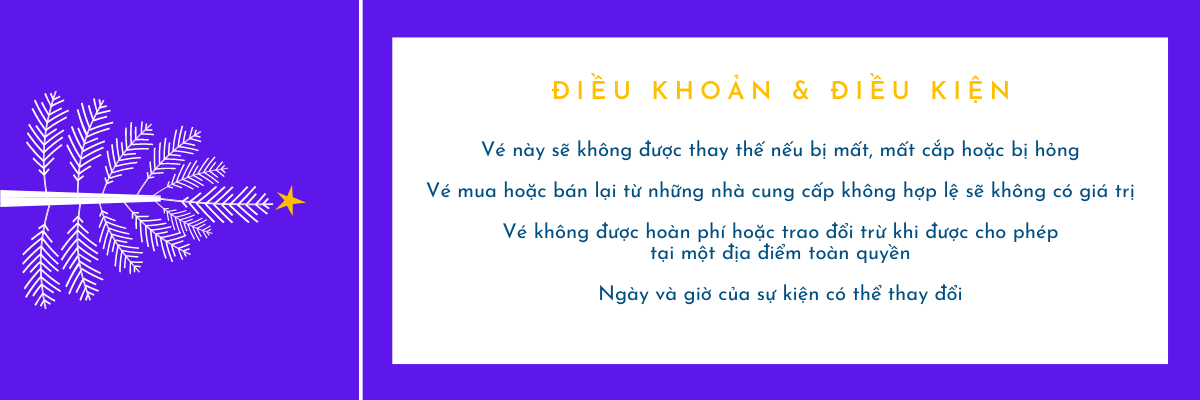 ĐIỀU KHOẢN & ĐIỀU KIỆN
Vé này sẽ không được thay thế nếu bị mất, mất cắp hoặc bị hỏng
Vé mua hoặc bán lại từ những nhà cung cấp không hợp lệ sẽ không có giá trị
Vé không được hoàn phí hoặc trao đổi trừ khi được cho phép
tại một địa điểm toàn quyền
Ngày và giờ của sự kiện có thể thay đổi